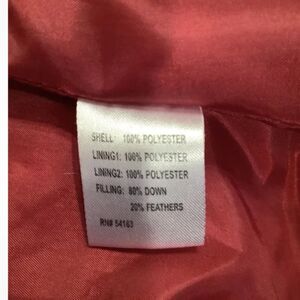 SHELL: 100% POLYESTER
LINING1: 100% POLYESTER
LINING2: 100% POLYESTER
FILLING: 80% DOWN
20% FEATHERS
RN# 54163